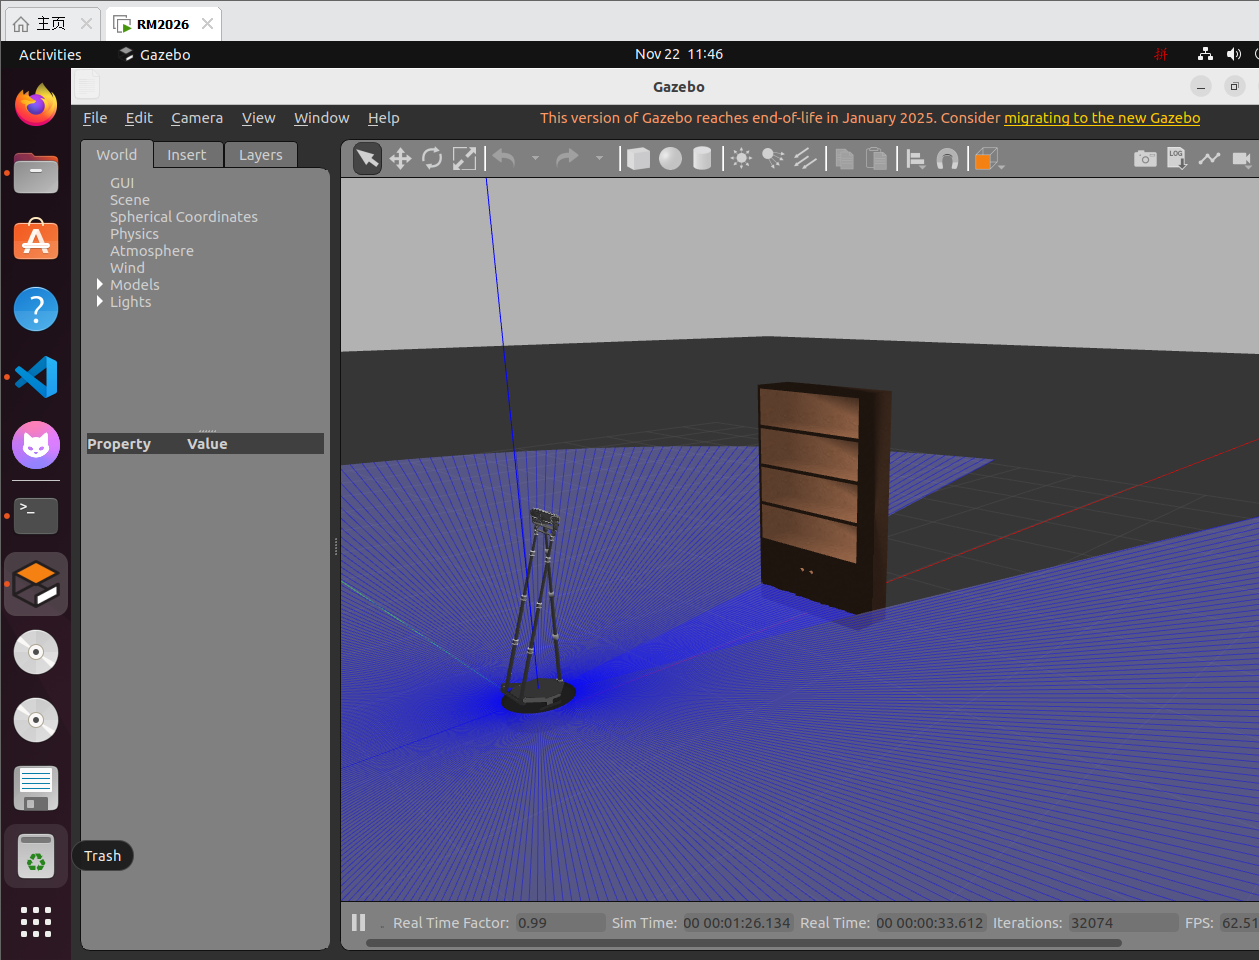 主页
RM2026
Activities
Gazebo
Nov 22 11:46
拼
Gazebo
File Edit Camera View Window Help
This version of Gazebo reaches end-of-life in January 2025. Consider migrating to the new Gazebo
World Insert Layers
LOG
GUI
Scene
Spherical Coordinates
Physics
Atmosphere
Wind
Models
Lights
Property Value
Trash
Real Time Factor: 0.99 Sim Time: 00 00:01:26.134 Real Time: 00 00:00:33.612 Iterations: 32074 FPS: 62.51